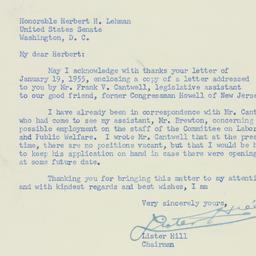 Honorable Herbert H. Lehman
United States Senate
Washington, D. C.
My dear Herbert:
May I acknowledge with thanks your letter of
January 19, 1955, enclosing a copy of a letter addressed
to you by Mr. Frank V. Cantwell, legislative assistant
to our good friend, former Congressman Howell of New Jerse
I have already been in correspondence with Mr. Cant
who had come to see my assistant, Mr. Brewton, concerning
possible employment on the staff of the Committee on Labo
and Public Welfare. I wrote Mr. Cantwell that at the prec
time, there are no positions vacant, but that I would be h
to keep his application on hand in case there were opening
at some future date.
Thanking you for bringing this matter to my attenti
and with kindest regards and best wishes, I am
Very sincerely yours,
Lister Hill
Lister Hill
Chairman